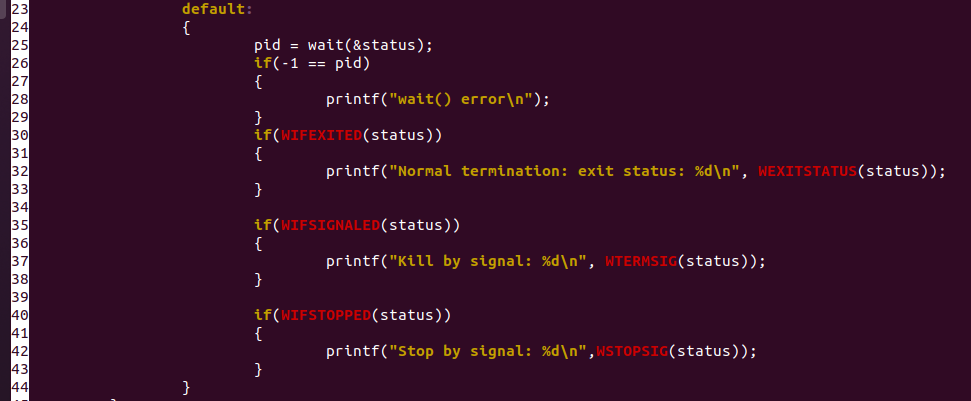 23 default:
24 {
25 pid = wait(&status);
26 if(-1 == pid)
27 {
28 printf("wait() error\n");
29 }
30 if(WIFEXITED(status))
31 {
32 printf("Normal termination: exit status: %d\n", WEXITSTATUS(status));
33 }
34
35 if(WIFSIGNALED(status))
36 {
37 printf("Kill by signal: %d\n", WTERMSIG(status));
38 }
39
40 if(WIFSTOPPED(status))
41 {
42 printf("Stop by signal: %d\n",WSTOPSIG(status));
43 }
44 }